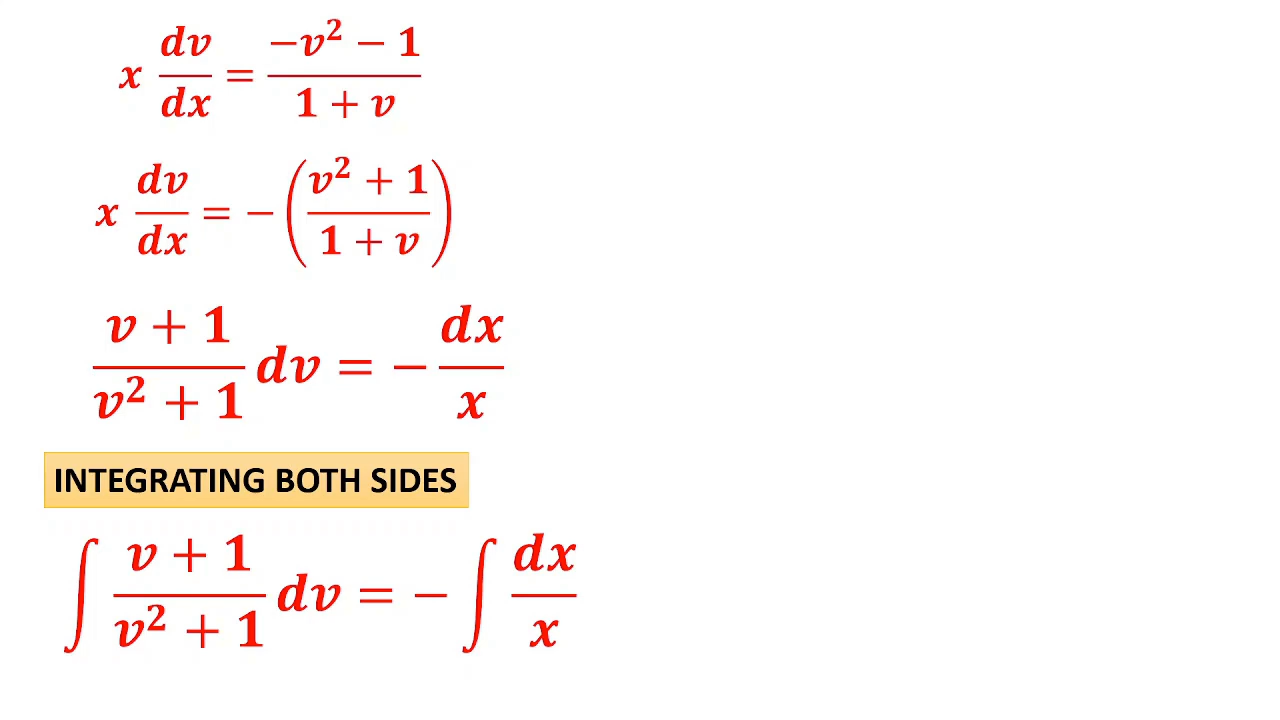 x dv/dx = (−v² − 1)/(1 + v)
x dv/dx = −((v² + 1)/(1 + v))
(v + 1)/(v² + 1) dv = − dx/x
INTEGRATING BOTH SIDES
∫ (v + 1)/(v² + 1) dv = − ∫ dx/x